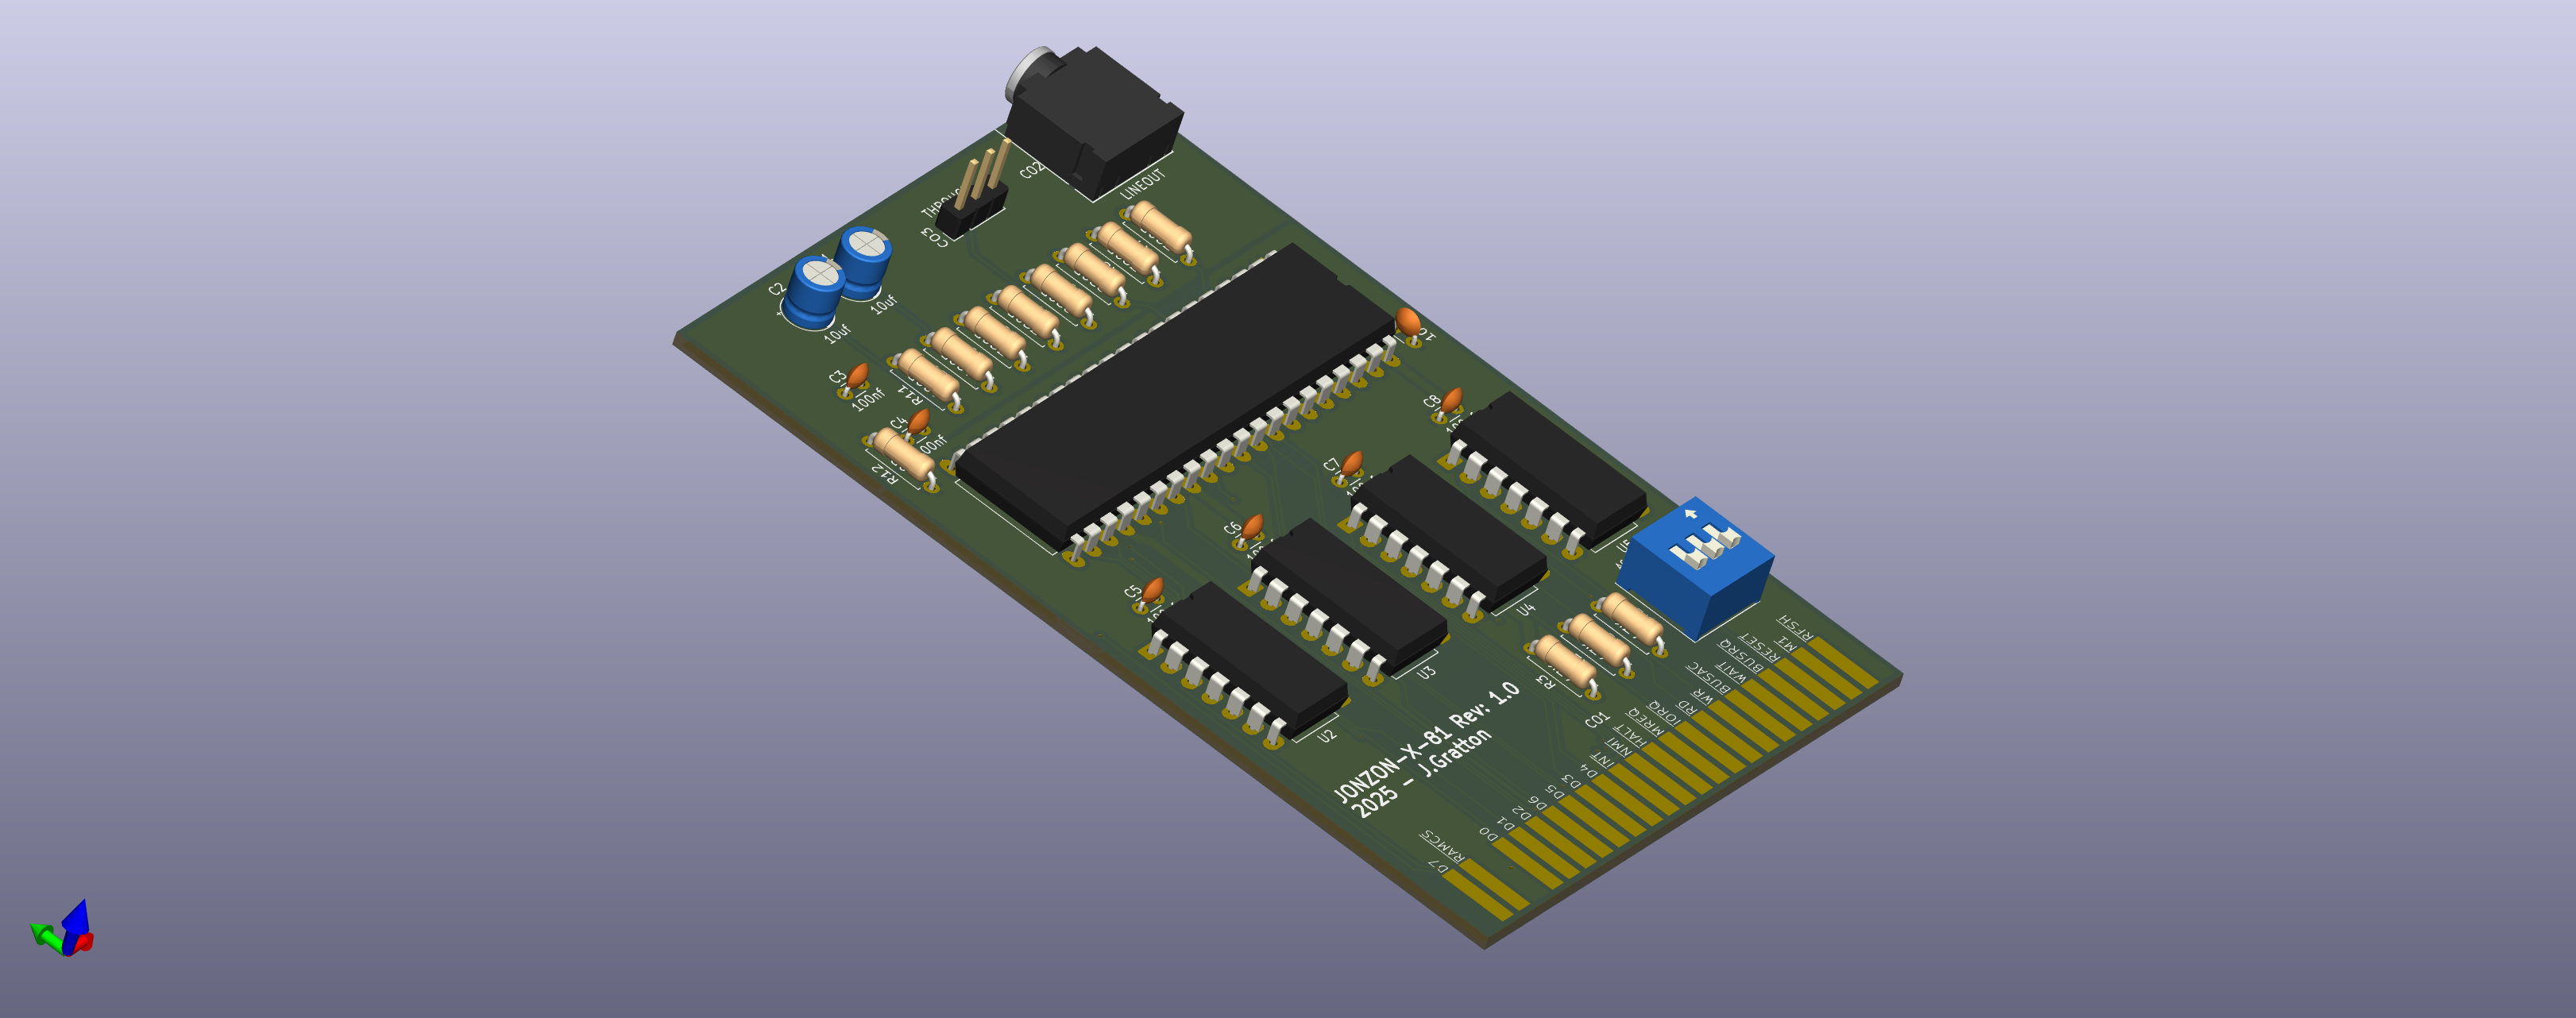 CO2
LINEOUT
CO3
C2
10uf
10uf
C3
100nf
R11
C4
R12
C8
C7
C6
C5
U5
U4
U3
U2
R3
CO1
JONZON-X-81 Rev: 1.0
2025 - J.Gratton
RFSH
M1
RESET
BUSRQ
WAIT
BUSAC
WR
RD
IORQ
MREQ
HALT
NMI
INT
D4
D3
D5
D6
D2
D1
D0
RAMCS
D7